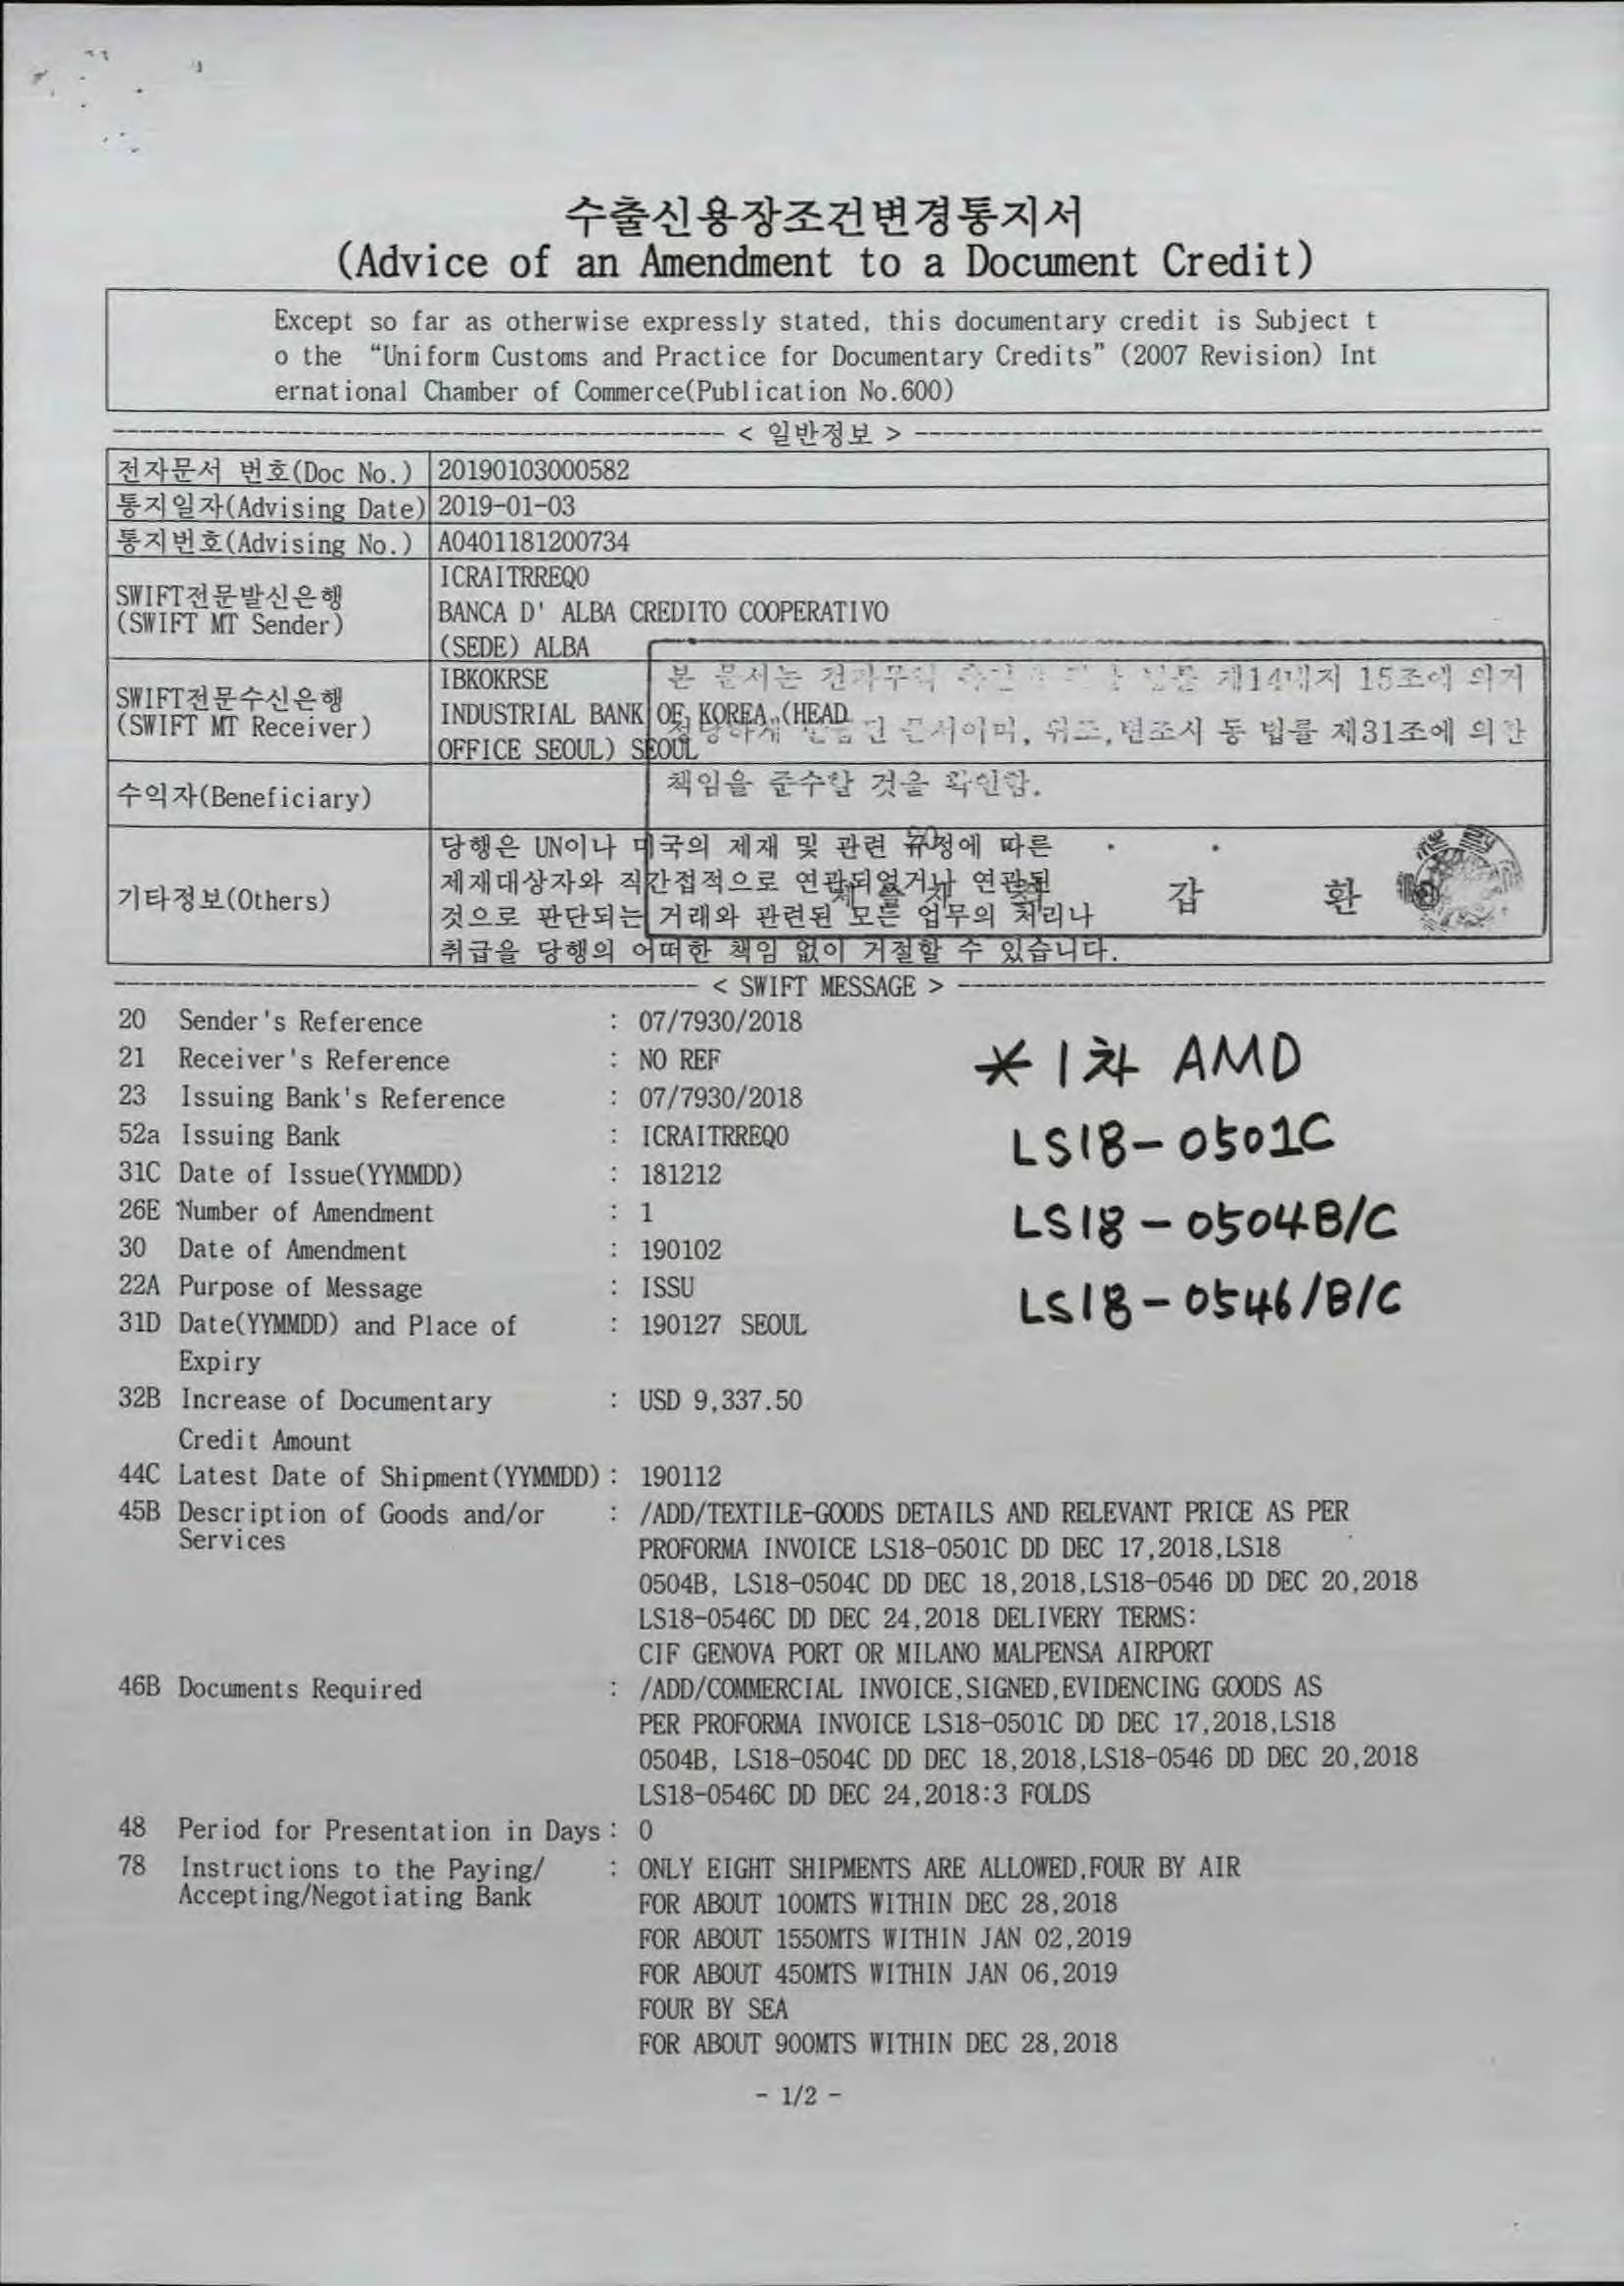 수출신용장조건변경통지서
(Advice of an Amendment to a Document Credit)
Except so far as otherwise expressly stated, this documentary credit is Subject t
o the “Uniform Customs and Practice for Documentary Credits” (2007 Revision) Int
ernational Chamber of Commerce(Publication No.600)
< 일반정보 >
전자문서 번호(Doc No.) 20190103000582
통지일자(Advising Date) 2019-01-03
통지번호(Advising No.) A0401181200734
SWIFT전문발신은행
(SWIFT MT Sender)
ICRAITRREQO
BANCA D' ALBA CREDITO COOPERATIVO
(SEDE) ALBA
SWIFT전문수신은행
(SWIFT MT Receiver)
IBKOKRSE
INDUSTRIAL BANK OF KOREA (HEAD
OFFICE SEOUL) SEOUL
본 문서는 제14내지 15조에 의거
문서이며, 위조,변조시 동 법률 제31조에 의한
책임을 준수할 것을 확인함.
수익자(Beneficiary)
기타정보(Others)
당행은 UN이나 미국의 제재 및 관련 규정에 따른
제재대상자와 직간접적으로 연관되었거나 연관된
것으로 판단되는 거래와 관련된 모든 업무의 처리나
취급을 당행의 어떠한 책임 없이 거절할 수 있습니다.
갑 환
< SWIFT MESSAGE >
20 Sender's Reference : 07/7930/2018
21 Receiver's Reference : NO REF
23 Issuing Bank's Reference : 07/7930/2018
52a Issuing Bank : ICRAITRREQO
31C Date of Issue(YYMMDD) : 181212
26E Number of Amendment : 1
30 Date of Amendment : 190102
22A Purpose of Message : ISSU
31D Date(YYMMDD) and Place of : 190127 SEOUL
Expiry
* 1차 AMD
LS18-0501C
LS18-0504B/C
LS18-0546/B/C
32B Increase of Documentary : USD 9,337.50
Credit Amount
44C Latest Date of Shipment(YYMMDD) : 190112
45B Description of Goods and/or : /ADD/TEXTILE-GOODS DETAILS AND RELEVANT PRICE AS PER
Services
PROFORMA INVOICE LS18-0501C DD DEC 17,2018,LS18
0504B, LS18-0504C DD DEC 18,2018,LS18-0546 DD DEC 20,2018
LS18-0546C DD DEC 24,2018 DELIVERY TERMS:
CIF GENOVA PORT OR MILANO MALPENSA AIRPORT
46B Documents Required : /ADD/COMMERCIAL INVOICE,SIGNED,EVIDENCING GOODS AS
PER PROFORMA INVOICE LS18-0501C DD DEC 17,2018,LS18
0504B, LS18-0504C DD DEC 18,2018,LS18-0546 DD DEC 20,2018
LS18-0546C DD DEC 24,2018:3 FOLDS
48 Period for Presentation in Days : 0
78 Instructions to the Paying/ : ONLY EIGHT SHIPMENTS ARE ALLOWED,FOUR BY AIR
Accepting/Negotiating Bank
FOR ABOUT 100MTS WITHIN DEC 28,2018
FOR ABOUT 1550MTS WITHIN JAN 02,2019
FOR ABOUT 450MTS WITHIN JAN 06,2019
FOUR BY SEA
FOR ABOUT 900MTS WITHIN DEC 28,2018
- 1/2 -